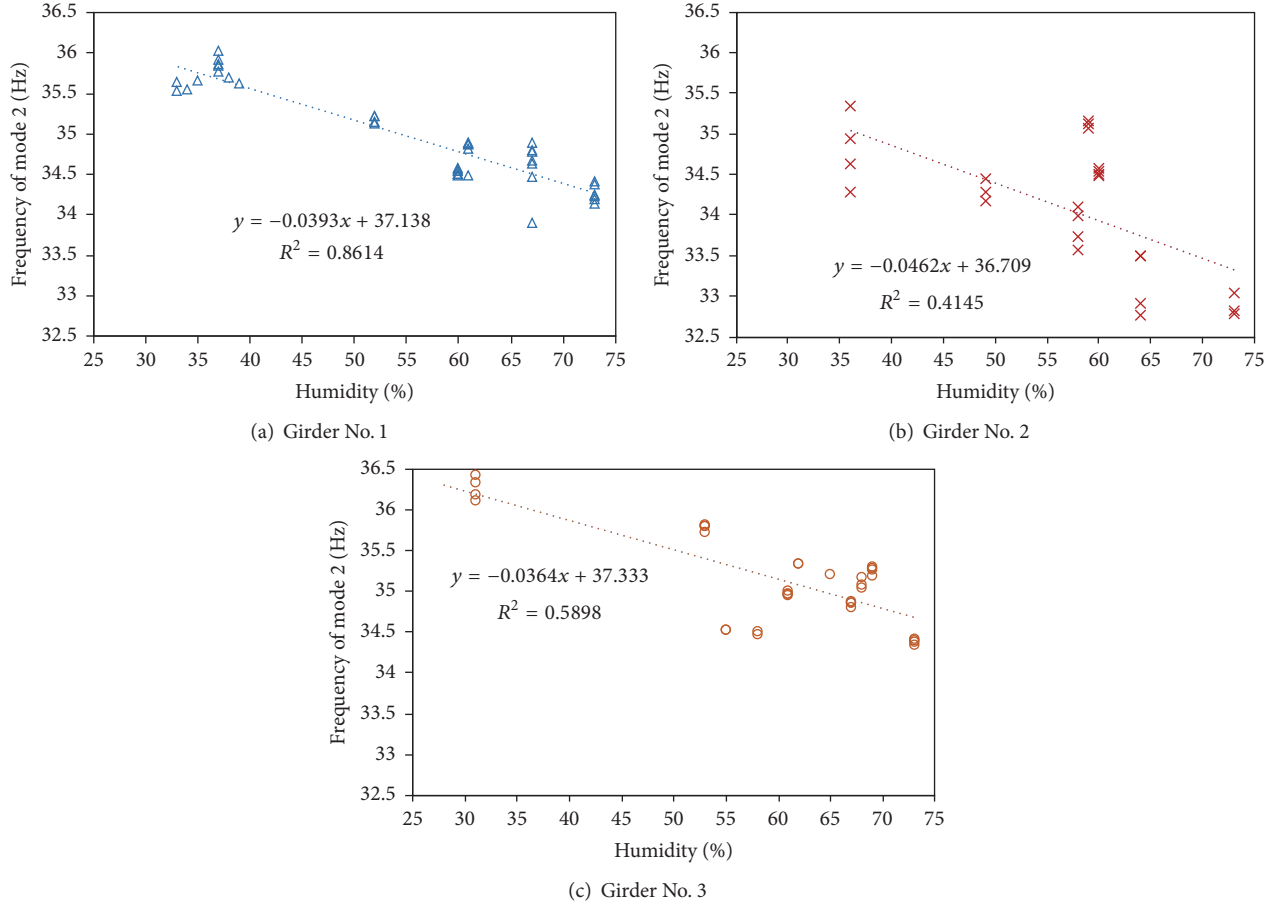 36.5
36
35.5
35
34.5
34
33.5
33
32.5
Frequency of mode 2 (Hz)
y = −0.0393x + 37.138
R² = 0.8614
25 30 35 40 45 50 55 60 65 70 75
Humidity (%)
(a) Girder No. 1
36.5
36
35.5
35
34.5
34
33.5
33
32.5
Frequency of mode 2 (Hz)
y = −0.0462x + 36.709
R² = 0.4145
25 30 35 40 45 50 55 60 65 70 75
Humidity (%)
(b) Girder No. 2
36.5
36
35.5
35
34.5
34
33.5
33
32.5
Frequency of mode 2 (Hz)
y = −0.0364x + 37.333
R² = 0.5898
25 30 35 40 45 50 55 60 65 70 75
Humidity (%)
(c) Girder No. 3